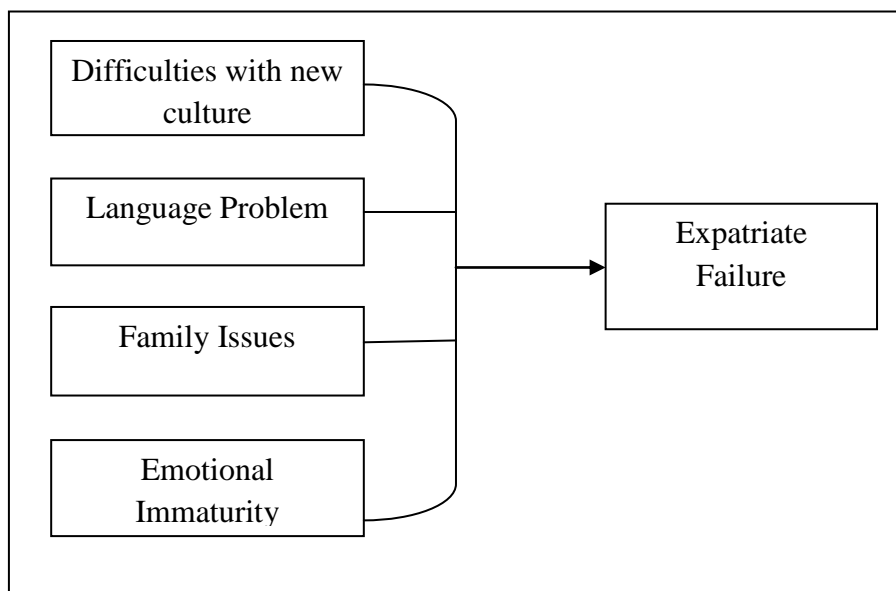 Difficulties with new
culture
Language Problem
Family Issues
Emotional
Immaturity
Expatriate
Failure